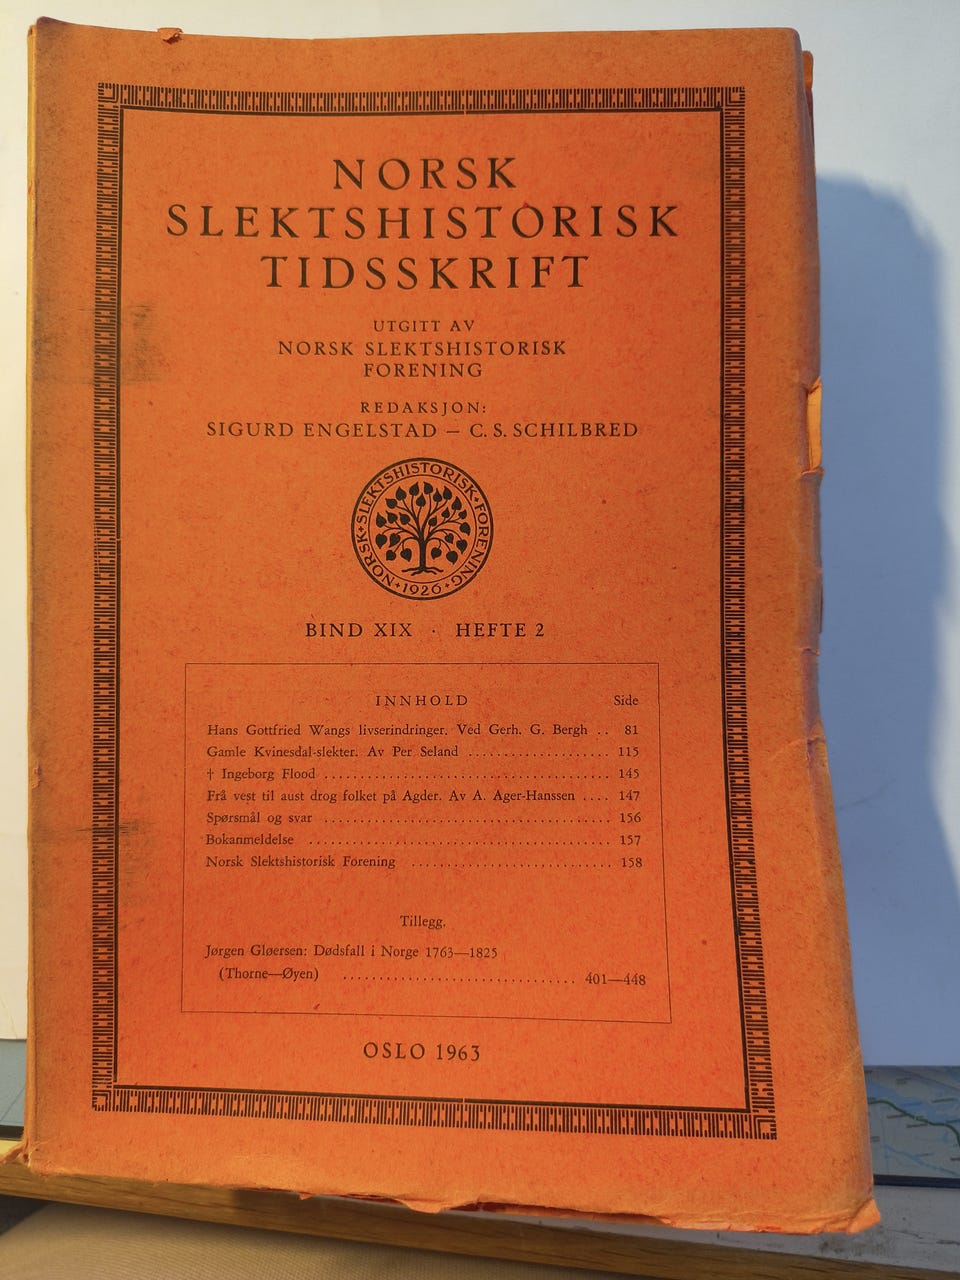 NORSK
SLEKTSHISTORISK
TIDSSKRIFT
UTGITT AV
NORSK SLEKTSHISTORISK
FORENING
REDAKSJON:
SIGURD ENGELSTAD — C. S. SCHILBRED
NORSK + SLEKTSHISTORISK + FORENING + 1926 +
BIND XIX · HEFTE 2
INNHOLD Side
Hans Gottfried Wangs livserindringer. Ved Gerh. G. Bergh .. 81
Gamle Kvinesdal-slekter. Av Per Seland .................... 115
† Ingeborg Flood ........................................ 145
Frå vest til aust drog folket på Agder. Av A. Ager-Hanssen .... 147
Spørsmål og svar ........................................ 156
Bokanmeldelse .......................................... 157
Norsk Slektshistorisk Forening ............................ 158
Tillegg.
Jørgen Gløersen: Dødsfall i Norge 1763—1825
(Thorne—Øyen) ................................ 401—448
OSLO 1963